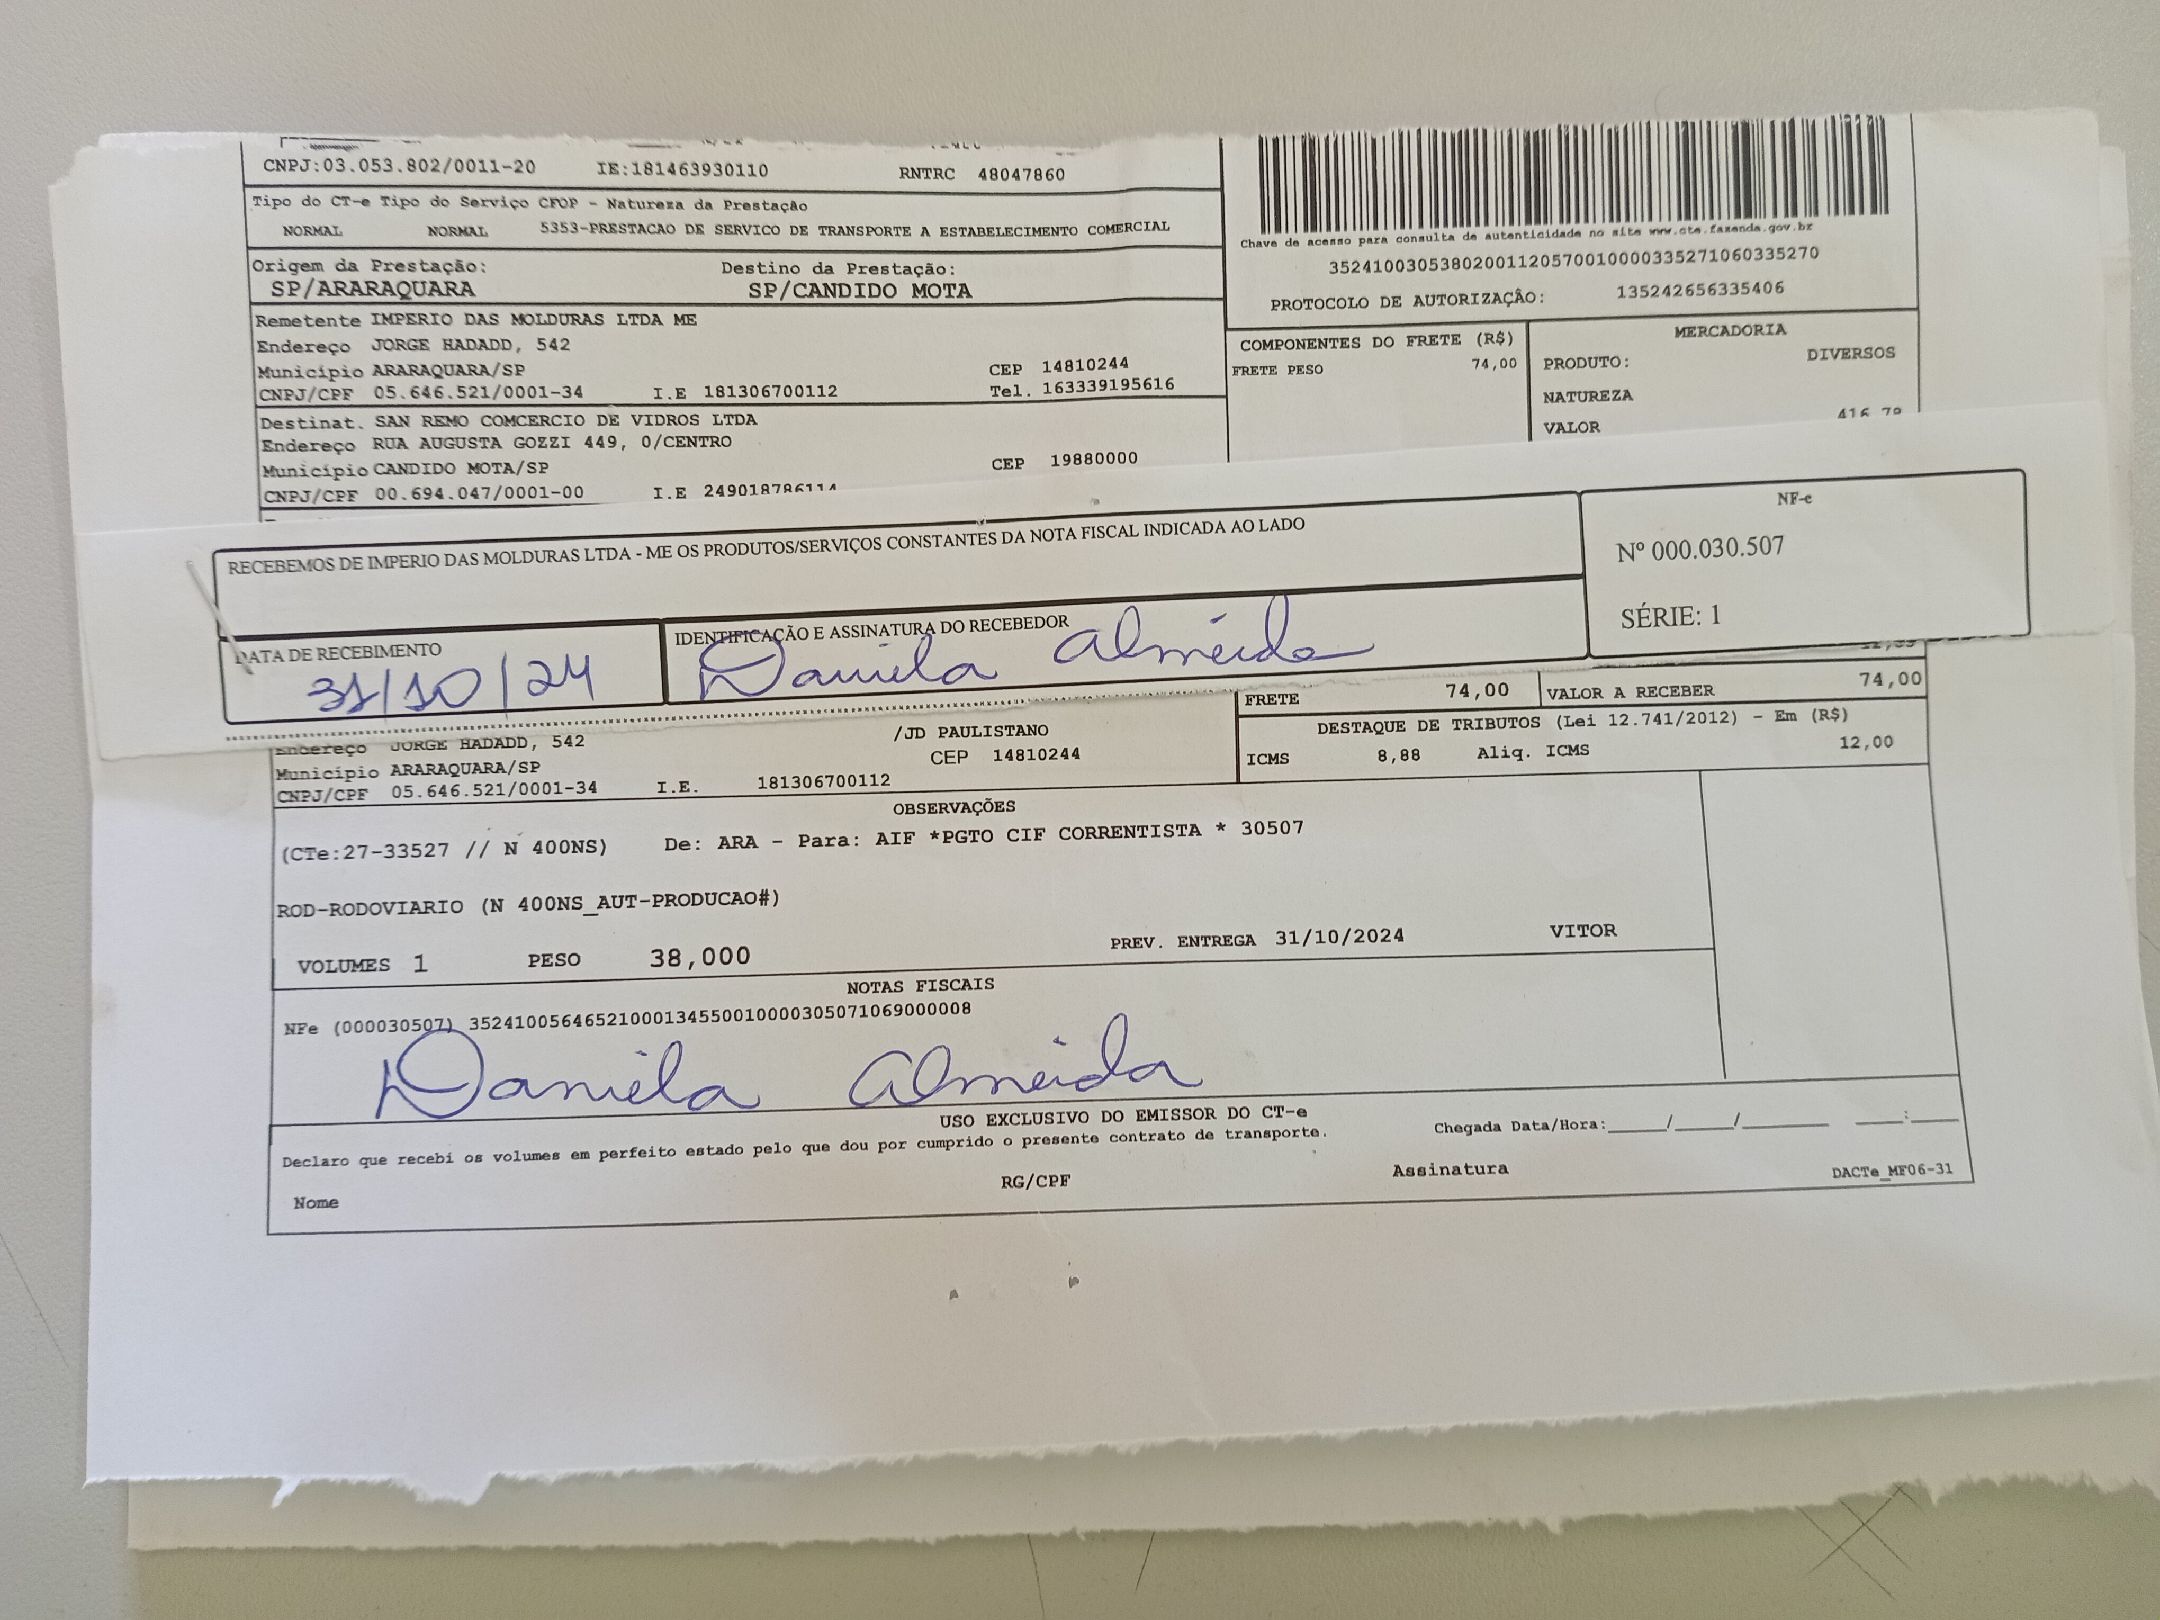 CNPJ:03.053.802/0011-20 IE:181463930110 RNTRC 48047860
Tipo do CT-e Tipo do Serviço CFOP - Natureza da Prestação
NORMAL NORMAL 5353-PRESTACAO DE SERVICO DE TRANSPORTE A ESTABELECIMENTO COMERCIAL
Origem da Prestação: Destino da Prestação:
SP/ARARAQUARA SP/CANDIDO MOTA
Remetente IMPERIO DAS MOLDURAS LTDA ME
Endereço JORGE HADADD, 542
Município ARARAQUARA/SP CEP 14810244
CNPJ/CPF 05.646.521/0001-34 I.E 181306700112 Tel. 163339195616
Destinat. SAN REMO COMCERCIO DE VIDROS LTDA
Endereço RUA AUGUSTA GOZZI 449, 0/CENTRO
Município CANDIDO MOTA/SP CEP 19880000
CNPJ/CPF 00.694.047/0001-00 I.E 249018786114
Chave de acesso para consulta de autenticidade no site www.cte.fazenda.gov.br
35241003053802001120570010000335271060335270
PROTOCOLO DE AUTORIZAÇÃO: 135242656335406
COMPONENTES DO FRETE (R$)
FRETE PESO 74,00
MERCADORIA
PRODUTO: DIVERSOS
NATUREZA
VALOR 416,79
RECEBEMOS DE IMPERIO DAS MOLDURAS LTDA - ME OS PRODUTOS/SERVIÇOS CONSTANTES DA NOTA FISCAL INDICADA AO LADO
NF-e
Nº 000.030.507
SÉRIE: 1
DATA DE RECEBIMENTO IDENTIFICAÇÃO E ASSINATURA DO RECEBEDOR
31/10/24 Daniela Almeida
FRETE 74,00 VALOR A RECEBER 74,00
DESTAQUE DE TRIBUTOS (Lei 12.741/2012) - Em (R$)
ICMS 8,88 Aliq. ICMS 12,00
Endereço JORGE HADADD, 542 /JD PAULISTANO
Município ARARAQUARA/SP CEP 14810244
CNPJ/CPF 05.646.521/0001-34 I.E. 181306700112
OBSERVAÇÕES
(CTe:27-33527 // N 400NS) De: ARA - Para: AIF *PGTO CIF CORRENTISTA * 30507
ROD-RODOVIARIO (N 400NS_AUT-PRODUCAO#)
VOLUMES 1 PESO 38,000 PREV. ENTREGA 31/10/2024 VITOR
NOTAS FISCAIS
NFe (000030507) 35241005646521000134550010000305071069000008
Daniela Almeida
USO EXCLUSIVO DO EMISSOR DO CT-e
Declaro que recebi os volumes em perfeito estado pelo que dou por cumprido o presente contrato de transporte. Chegada Data/Hora:____/____/______ ___:___
Nome RG/CPF Assinatura DACTe_MF06-31